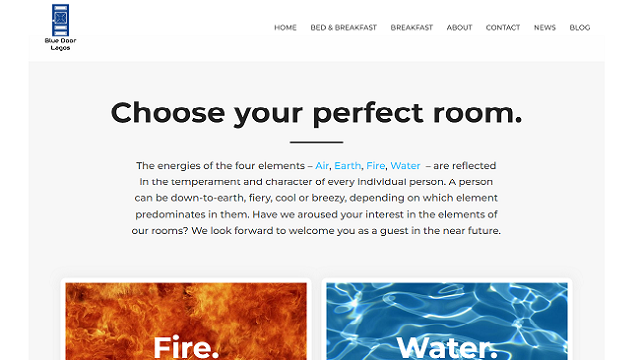 Blue Door
Lagos
HOME BED & BREAKFAST BREAKFAST ABOUT CONTACT NEWS BLOG
Choose your perfect room.
The energies of the four elements – Air, Earth, Fire, Water – are reflected
in the temperament and character of every individual person. A person
can be down-to-earth, fiery, cool or breezy, depending on which element
predominates in them. Have we aroused your interest in the elements of
our rooms? We look forward to welcome you as a guest in the near future.
Fire.
Water.